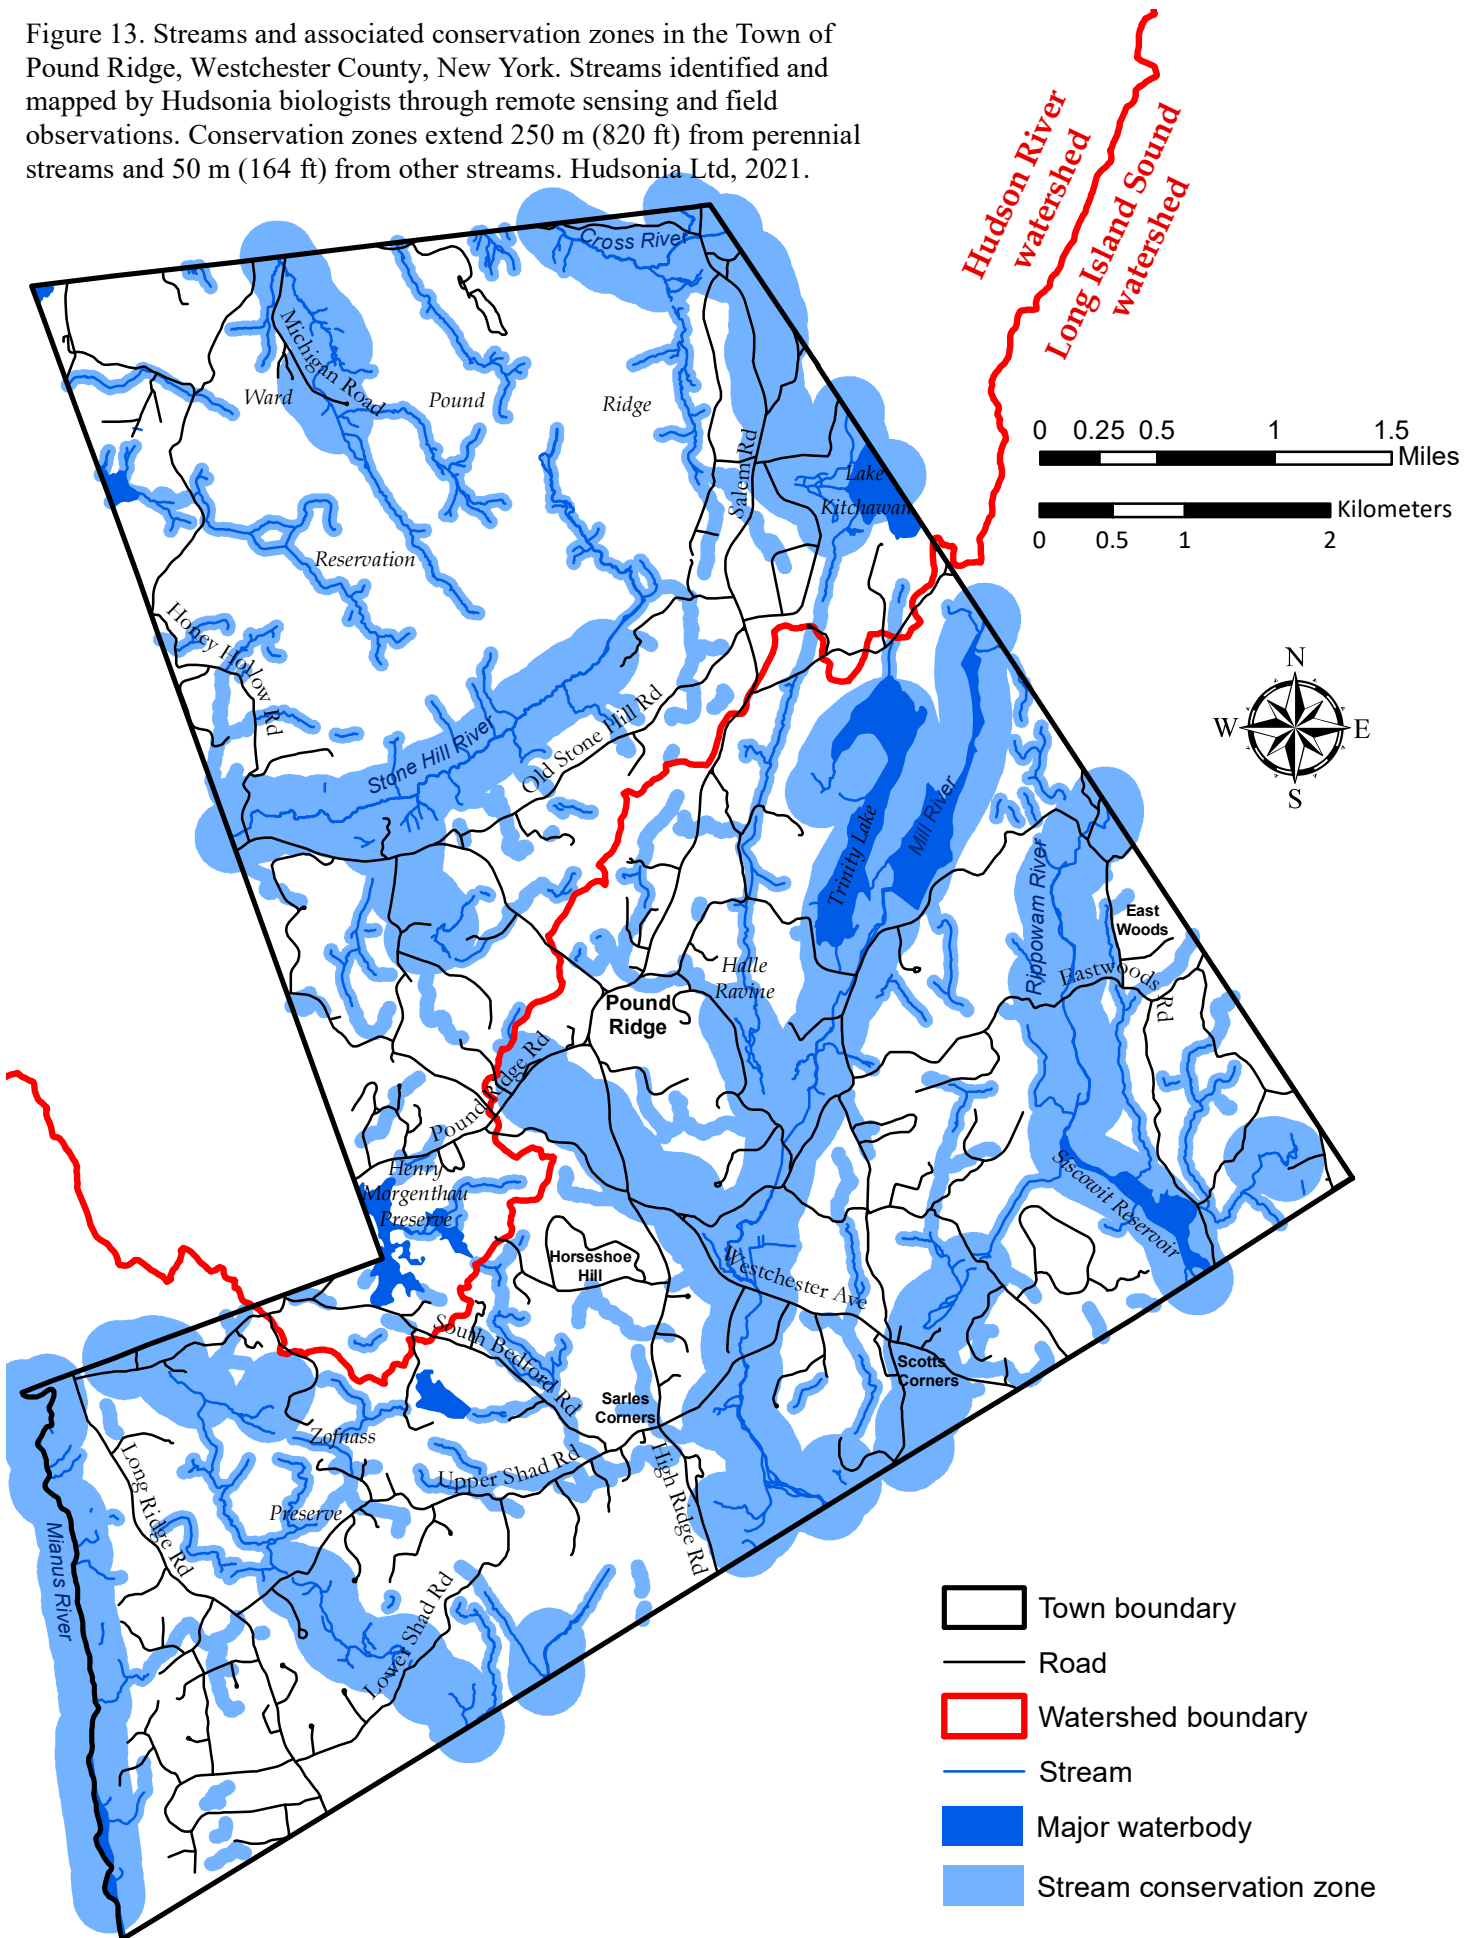 Figure 13. Streams and associated conservation zones in the Town of
Pound Ridge, Westchester County, New York. Streams identified and
mapped by Hudsonia biologists through remote sensing and field
observations. Conservation zones extend 250 m (820 ft) from perennial
streams and 50 m (164 ft) from other streams. Hudsonia Ltd, 2021.
Hudson River
watershed
Long Island Sound
watershed
Cross River
Michigan Road
Ward
Pound
Ridge
Reservation
Salem Rd
Lake
Kitchawan
0 0.25 0.5 1 1.5
Miles
Kilometers
0 0.5 1 2
N
W E
S
Honey Hollow Rd
Stone Hill River
Old Stone Hill Rd
Trinity Lake
Mill River
Rippowam River
East
Woods
Eastwoods Rd
Halle
Ravine
Pound
Ridge
Pound Ridge Rd
Henry
Morgenthau
Preserve
Siscowit Reservoir
Horseshoe
Hill
Westchester Ave
South Bedford Rd
Scotts
Corners
Sarles
Corners
Zofnass
Preserve
Upper Shad Rd
High Ridge Rd
Long Ridge Rd
Mianus River
Lower Shad Rd
Town boundary
Road
Watershed boundary
Stream
Major waterbody
Stream conservation zone